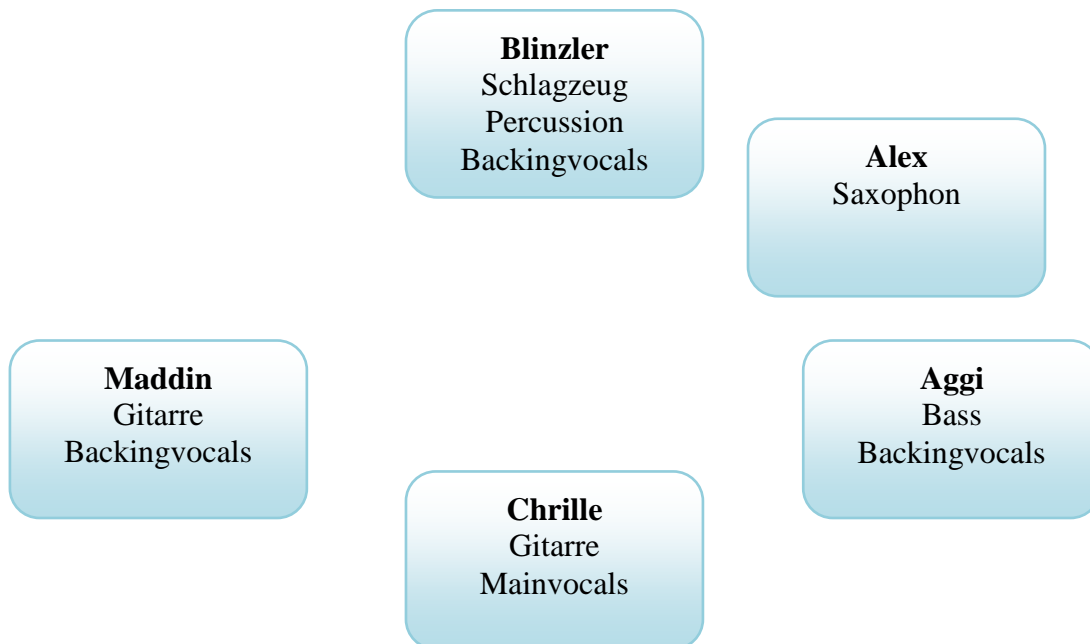 Blinzler
Schlagzeug
Percussion
Backingvocals
Alex
Saxophon
Maddin
Gitarre
Backingvocals
Aggi
Bass
Backingvocals
Chrille
Gitarre
Mainvocals